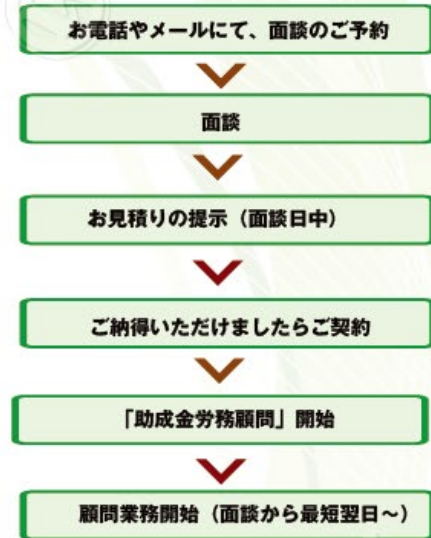 お電話やメールにて、面談のご予約
面談
お見積りの提示（面談日中）
ご納得いただけましたらご契約
「助成金労務顧問」開始
顧問業務開始（面談から最短翌日～）